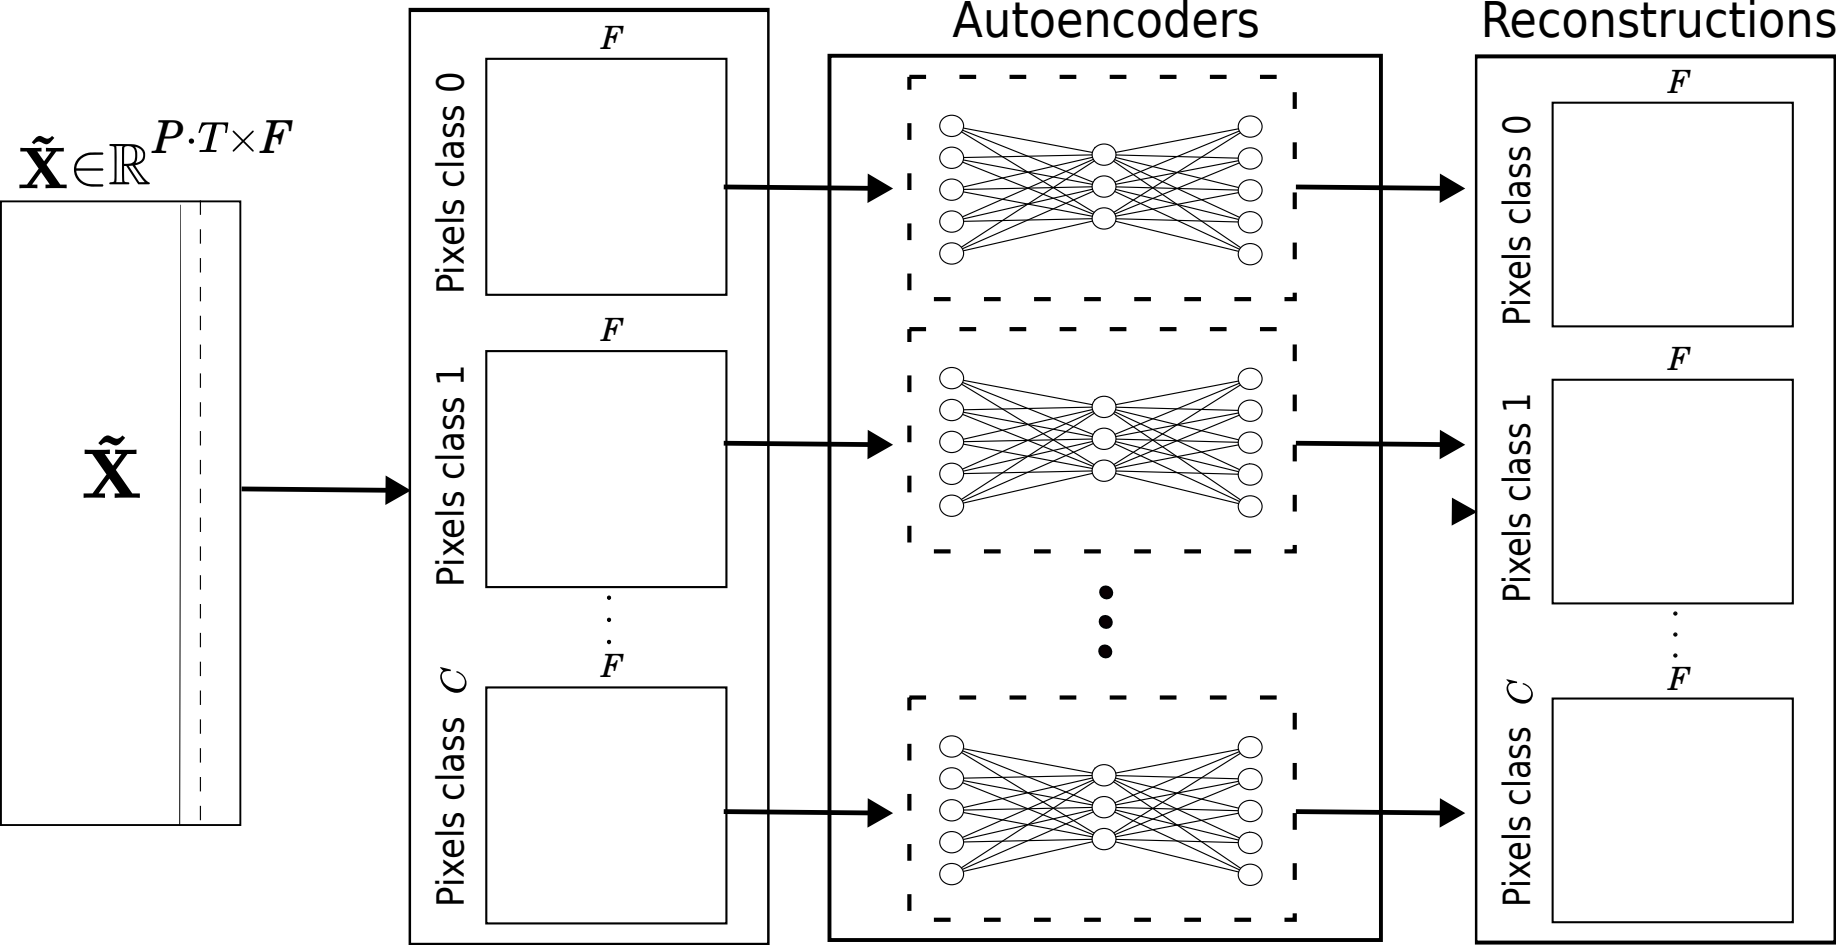 X̃ ∈ ℝ^{P·T×F}
X̃
F
Pixels class 0
F
Pixels class 1
F
Pixels class C
Autoencoders
Reconstructions
F
Pixels class 0
F
Pixels class 1
F
Pixels class C